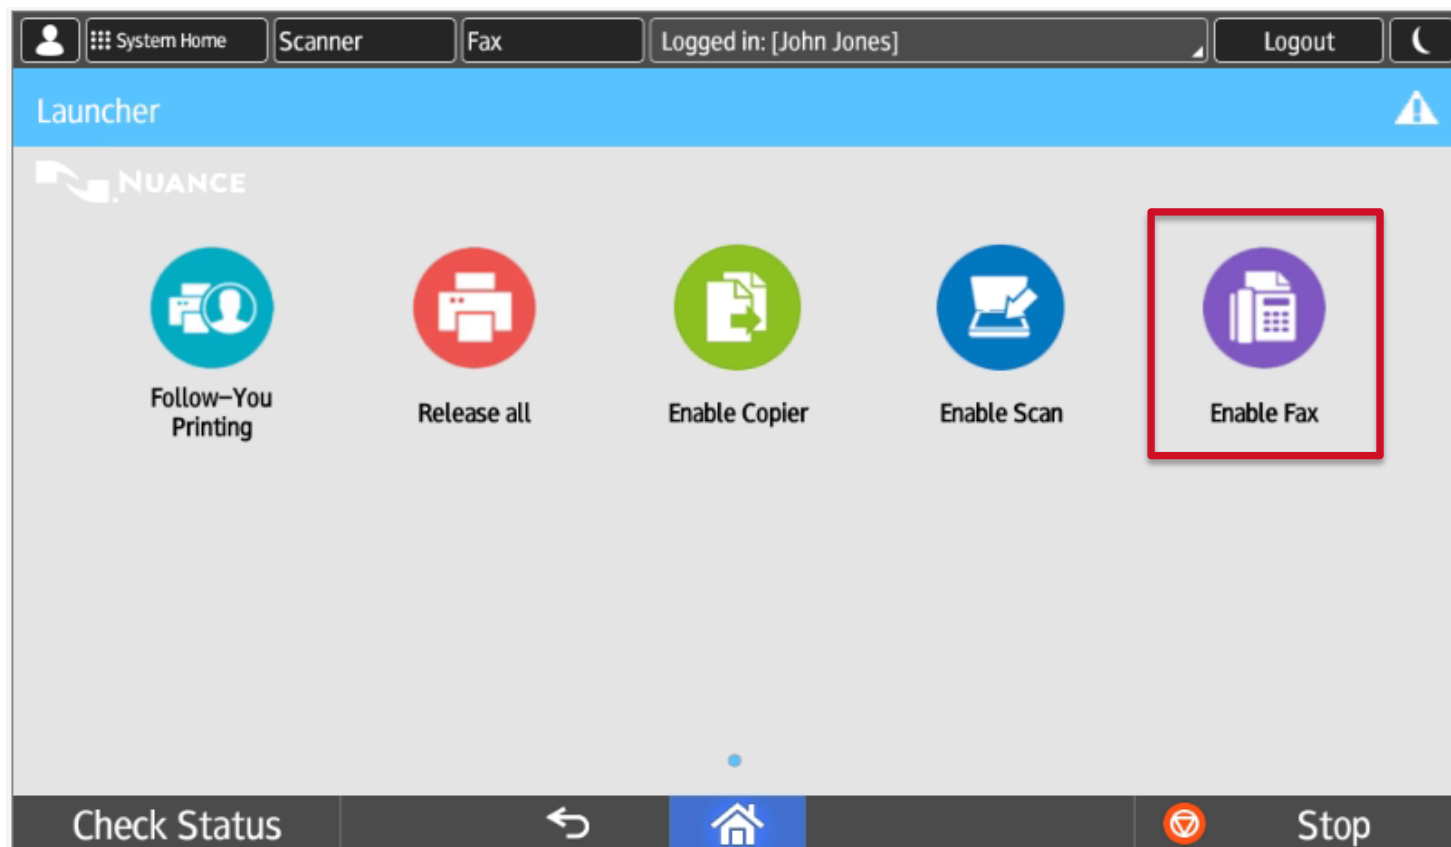 System Home
Scanner
Fax
Logged in: [John Jones]
Logout
Launcher
NUANCE
Follow-You
Printing
Release all
Enable Copier
Enable Scan
Enable Fax
Check Status
Stop